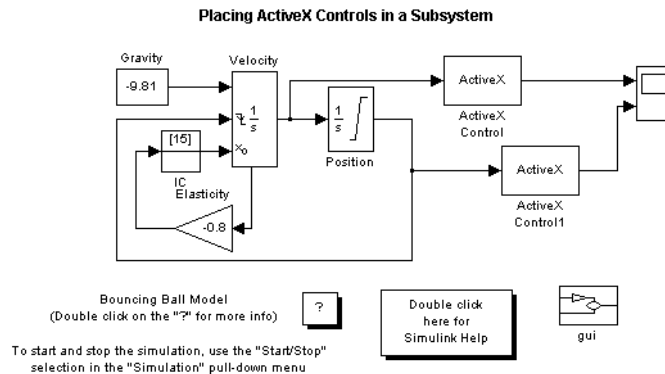 Placing ActiveX Controls in a Subsystem
Gravity
Velocity
-9.81
1
s
x₀
1
s
Position
ActiveX
ActiveX
Control
[15]
IC
Elasticity
-0.8
ActiveX
ActiveX
Control1
Bouncing Ball Model
(Double click on the "?" for more info)
?
Double click
here for
Simulink Help
gui
To start and stop the simulation, use the "Start/Stop"
selection in the "Simulation" pull-down menu